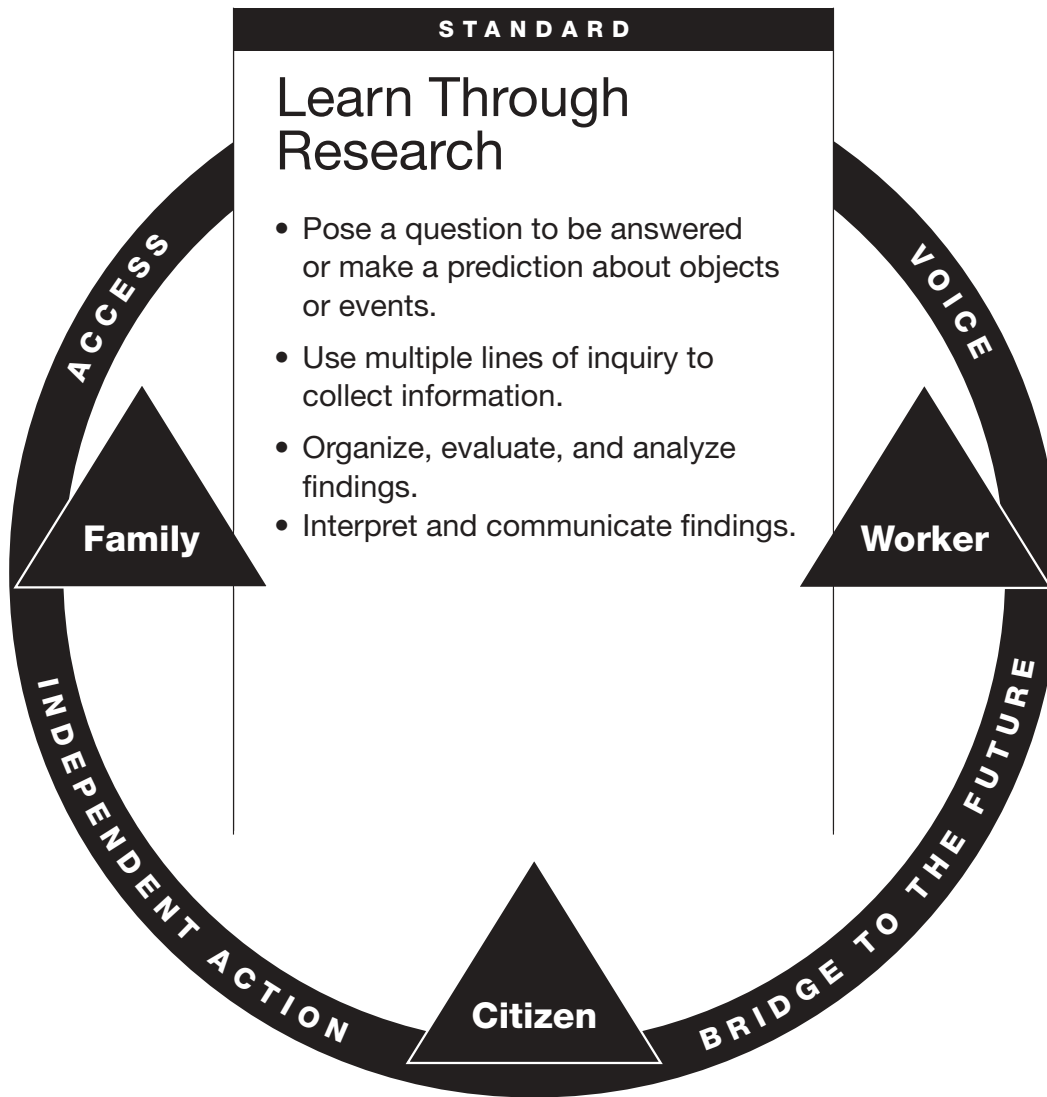 STANDARD
Learn Through
Research
• Pose a question to be answered
or make a prediction about objects
or events.
• Use multiple lines of inquiry to
collect information.
• Organize, evaluate, and analyze
findings.
• Interpret and communicate findings.
ACCESS
VOICE
Family
Worker
INDEPENDENT ACTION
BRIDGE TO THE FUTURE
Citizen